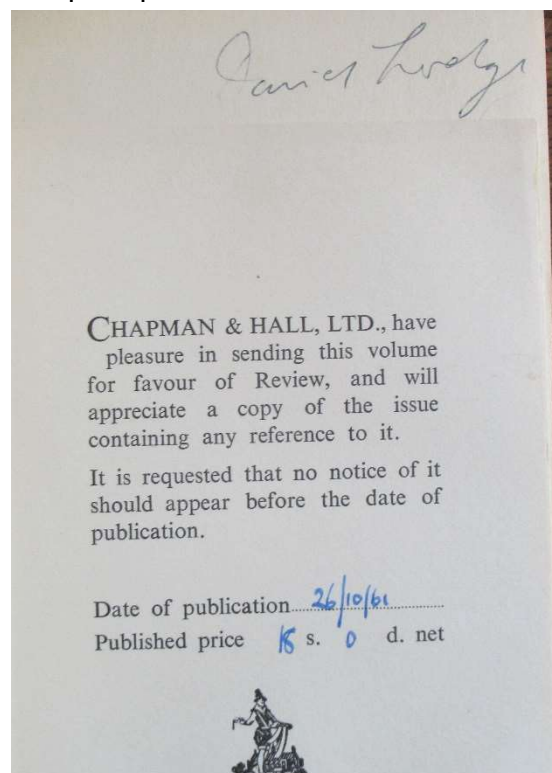 David Lodge
CHAPMAN & HALL, LTD., have
pleasure in sending this volume
for favour of Review, and will
appreciate a copy of the issue
containing any reference to it.
It is requested that no notice of it
should appear before the date of
publication.
Date of publication 26/10/61
Published price 18 s. 0 d. net